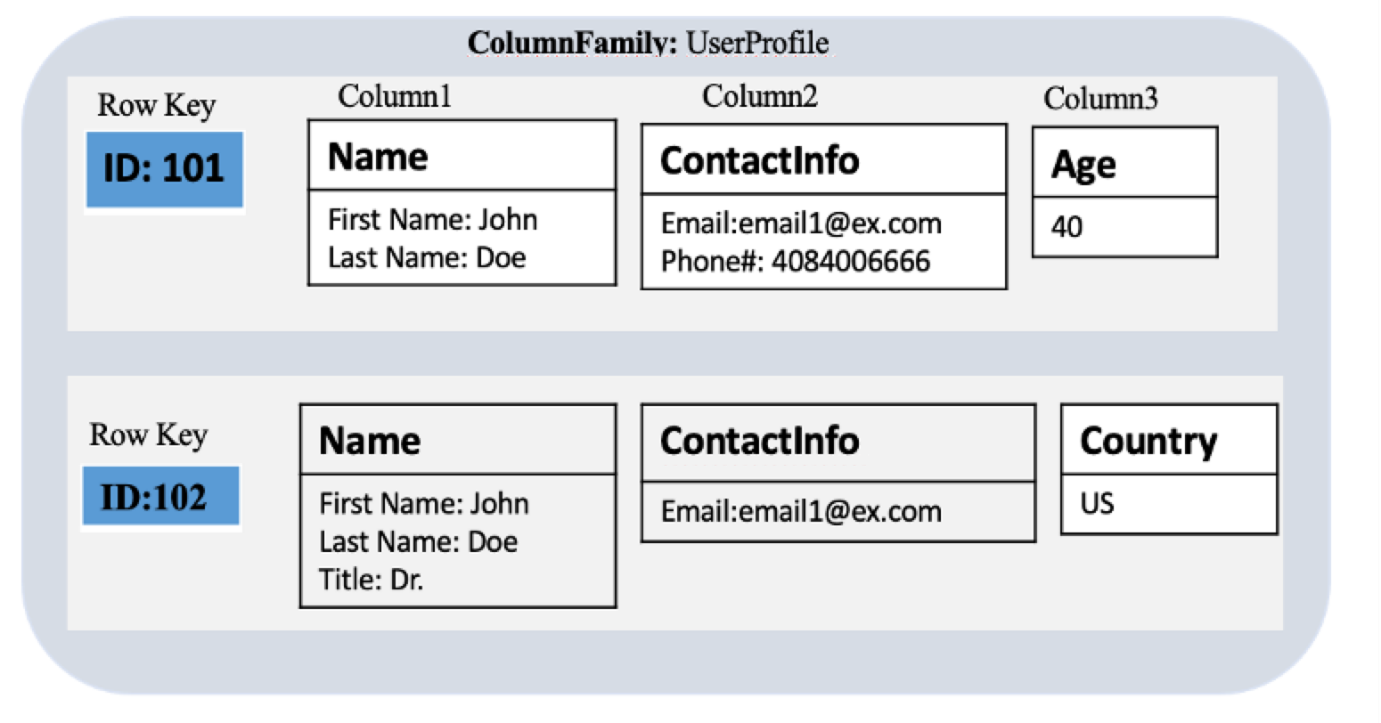 ColumnFamily: UserProfile
Row Key
Column1
Column2
Column3
ID: 101
Name
ContactInfo
Age
First Name: John
Last Name: Doe
Email:email1@ex.com
Phone#: 4084006666
40
Row Key
ID:102
Name
ContactInfo
Country
First Name: John
Last Name: Doe
Title: Dr.
Email:email1@ex.com
US